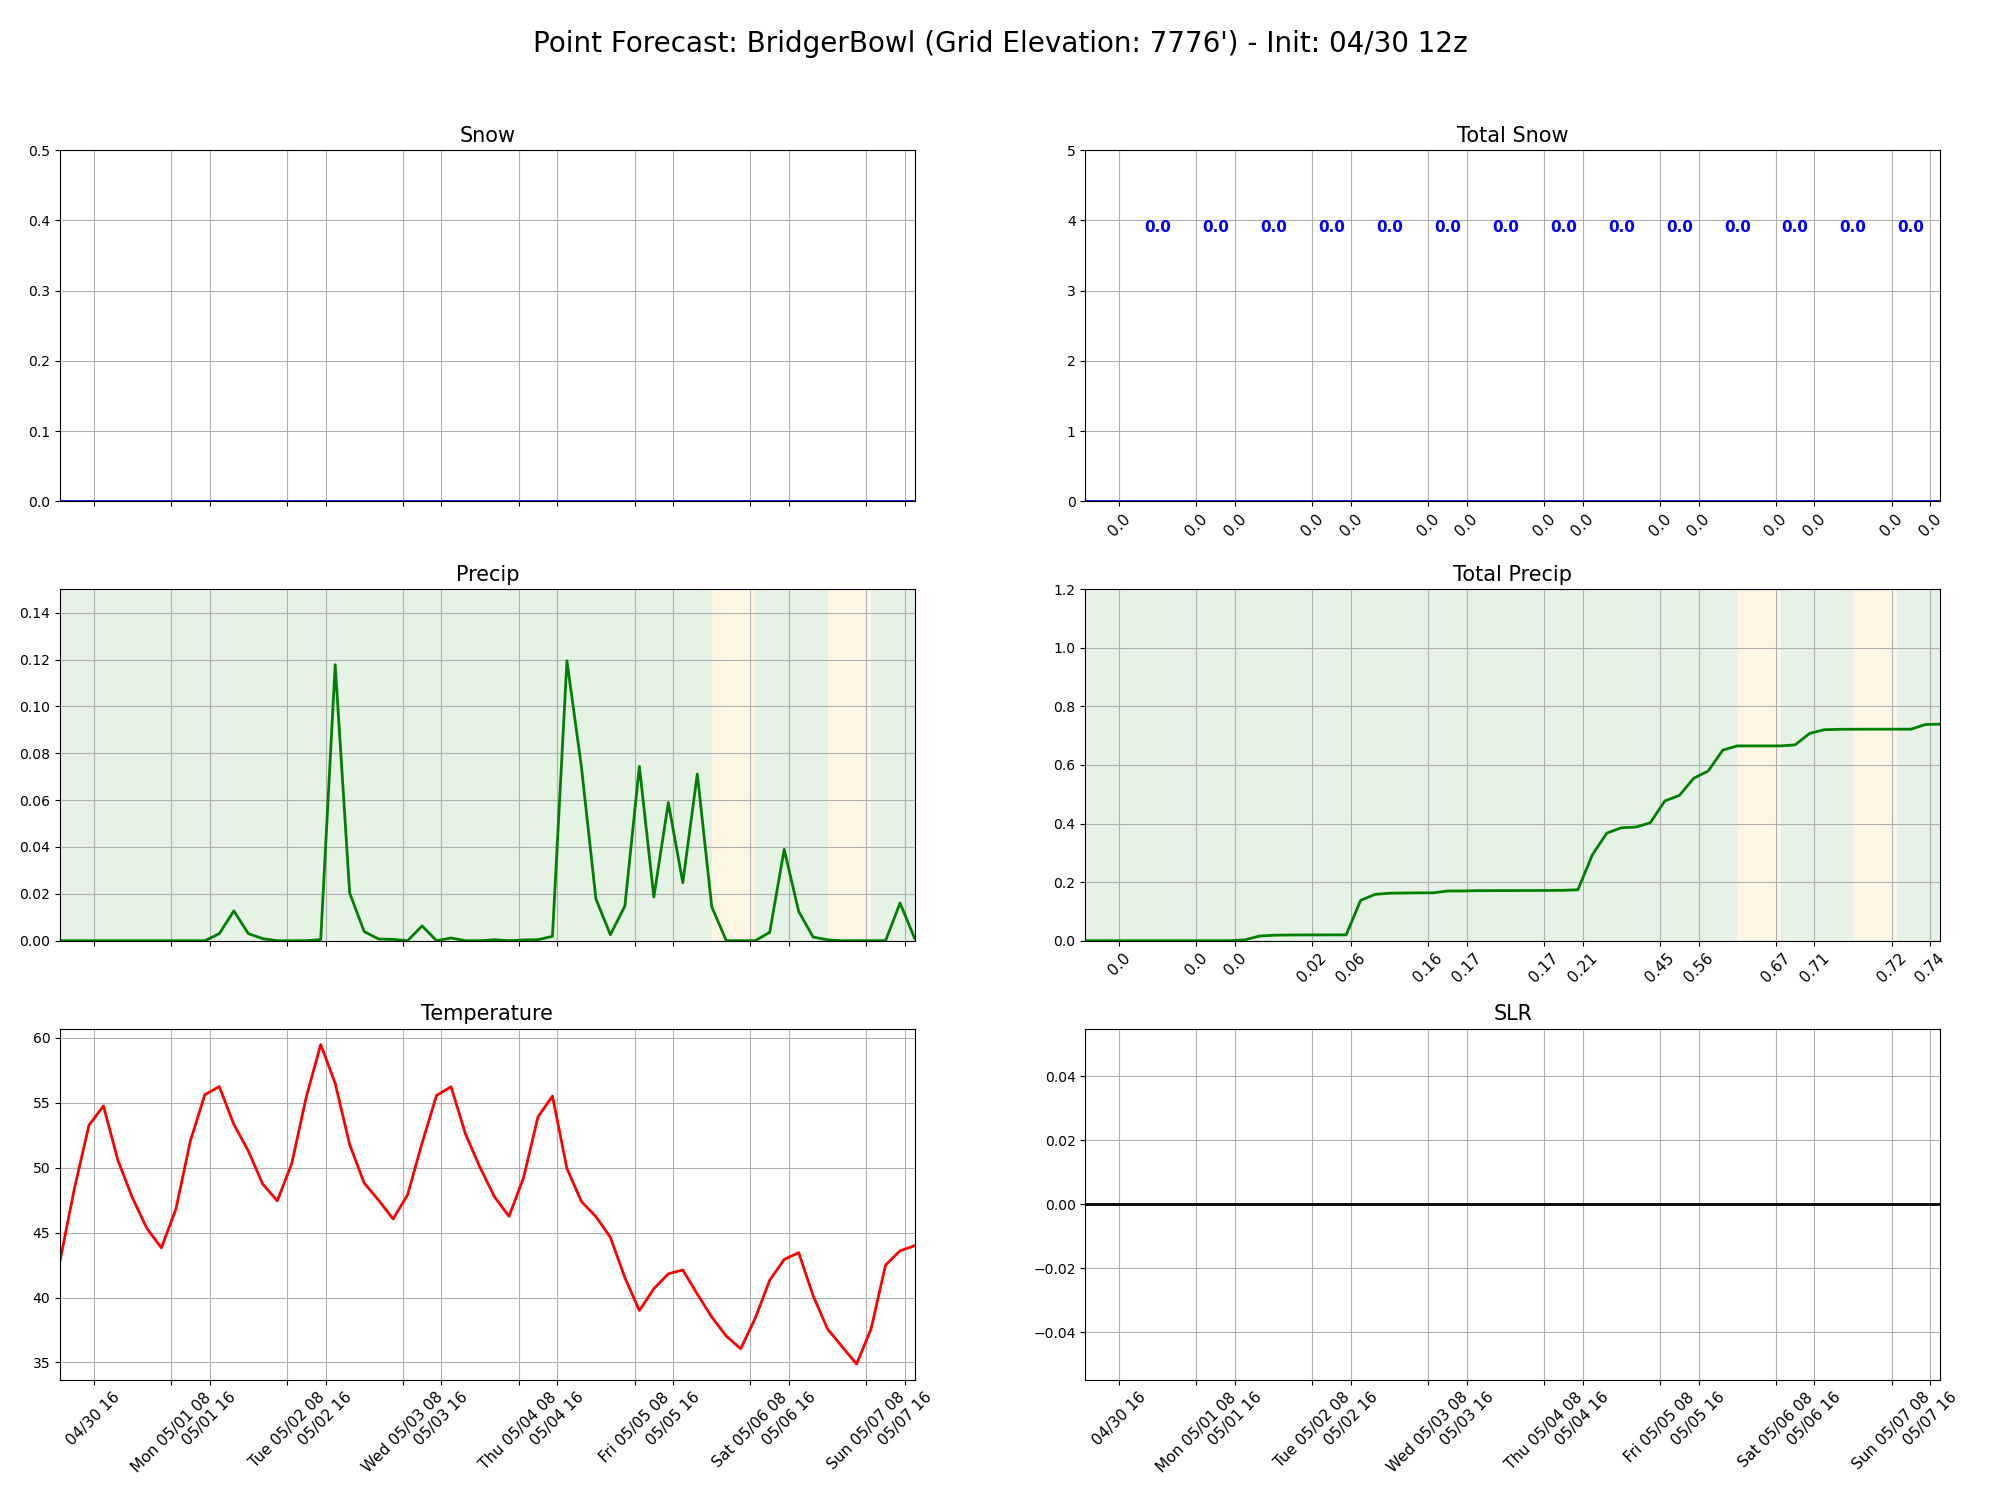 Point Forecast: BridgerBowl (Grid Elevation: 7776') - Init: 04/30 12z
Snow
0.5
0.4
0.3
0.2
0.1
0.0
Total Snow
5
4
3
2
1
0
0.0 0.0 0.0 0.0 0.0 0.0 0.0 0.0 0.0 0.0 0.0 0.0 0.0 0.0
0.0 0.0 0.0 0.0 0.0 0.0 0.0 0.0 0.0 0.0 0.0 0.0 0.0 0.0 0.0
Precip
0.14
0.12
0.10
0.08
0.06
0.04
0.02
0.00
Total Precip
1.2
1.0
0.8
0.6
0.4
0.2
0.0
0.0 0.0 0.0 0.02 0.06 0.16 0.17 0.17 0.21 0.45 0.56 0.67 0.71 0.72 0.74
Temperature
60
55
50
45
40
35
04/30 16
Mon 05/01 08
05/01 16
Tue 05/02 08
05/02 16
Wed 05/03 08
05/03 16
Thu 05/04 08
05/04 16
Fri 05/05 08
05/05 16
Sat 05/06 08
05/06 16
Sun 05/07 08
05/07 16
SLR
0.04
0.02
0.00
−0.02
−0.04
04/30 16
Mon 05/01 08
05/01 16
Tue 05/02 08
05/02 16
Wed 05/03 08
05/03 16
Thu 05/04 08
05/04 16
Fri 05/05 08
05/05 16
Sat 05/06 08
05/06 16
Sun 05/07 08
05/07 16